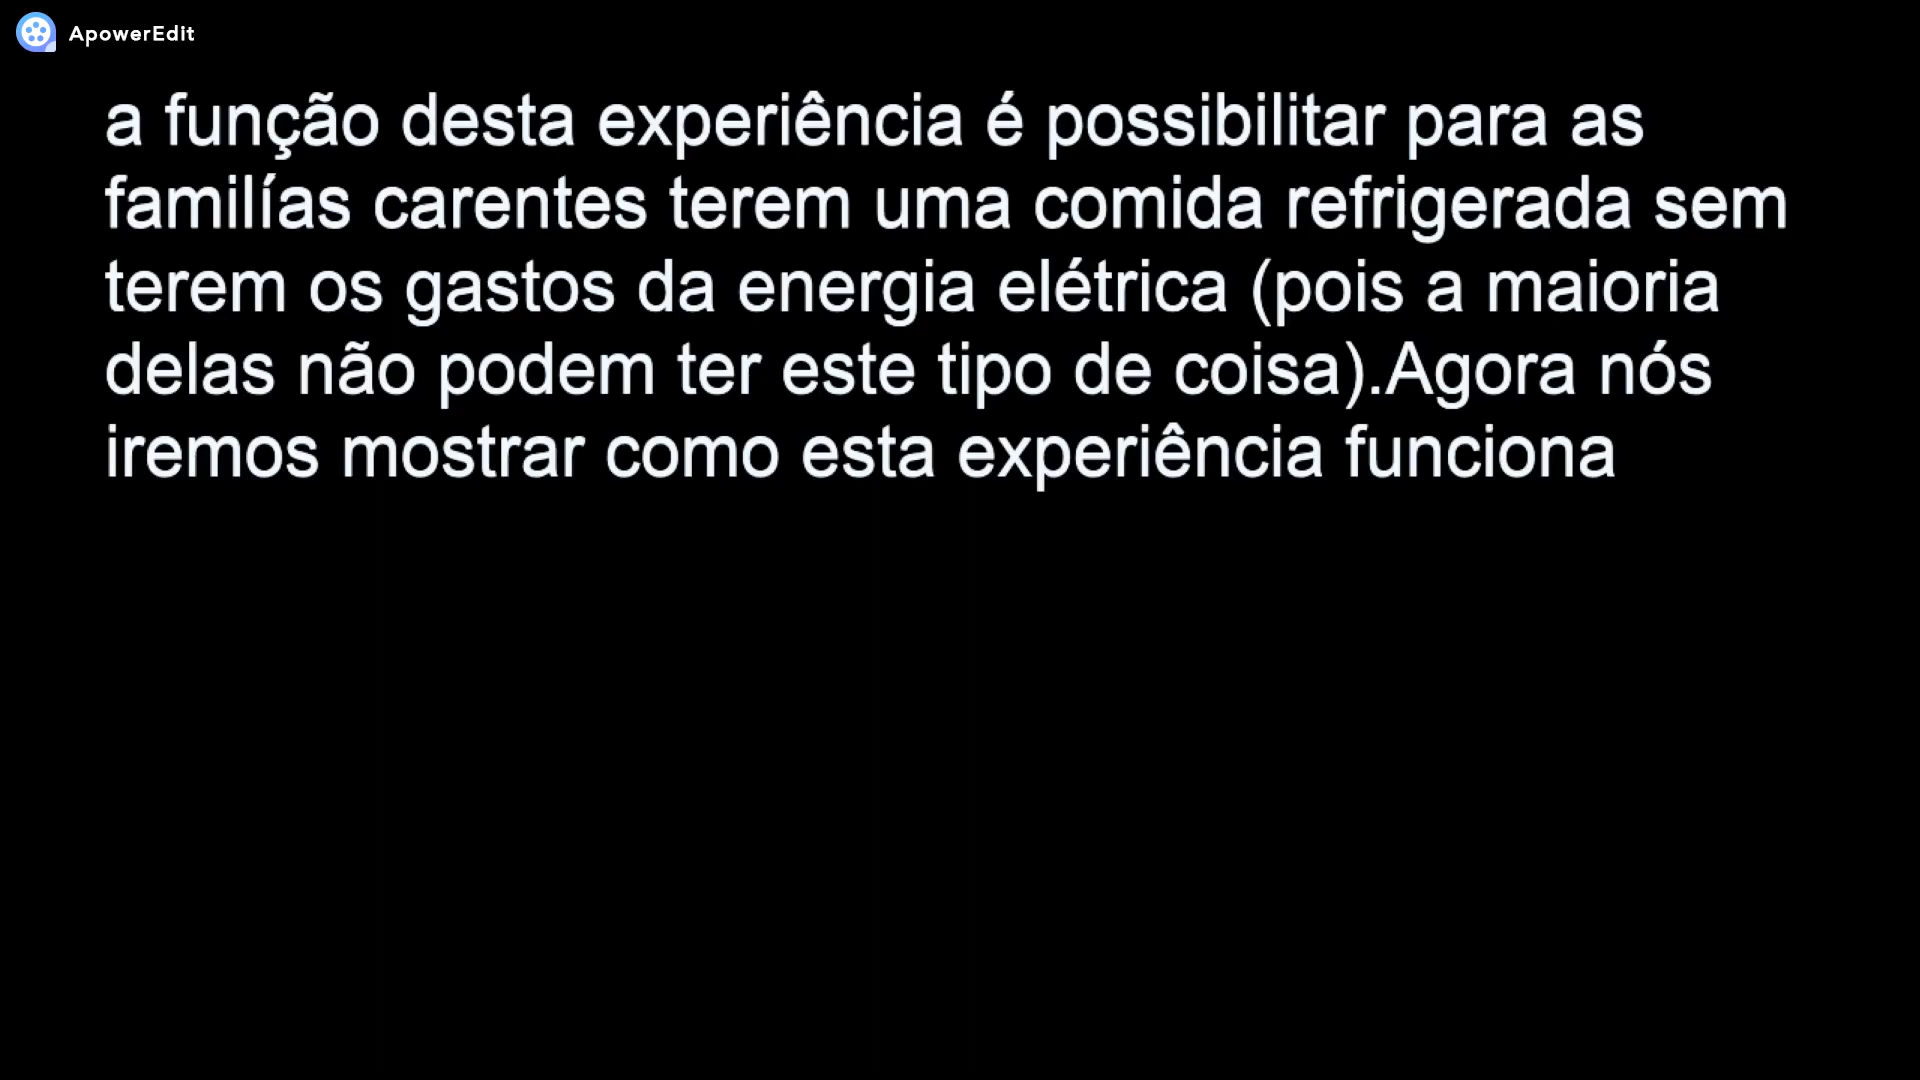 ApowerEdit
a função desta experiência é possibilitar para as
familías carentes terem uma comida refrigerada sem
terem os gastos da energia elétrica (pois a maioria
delas não podem ter este tipo de coisa).Agora nós
iremos mostrar como esta experiência funciona